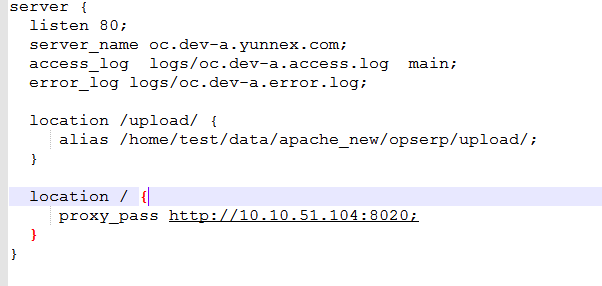 server {
listen 80;
server_name oc.dev-a.yunnex.com;
access_log logs/oc.dev-a.access.log main;
error_log logs/oc.dev-a.error.log;
location /upload/ {
alias /home/test/data/apache_new/opserp/upload/;
}
location / {
proxy_pass http://10.10.51.104:8020;
}
}